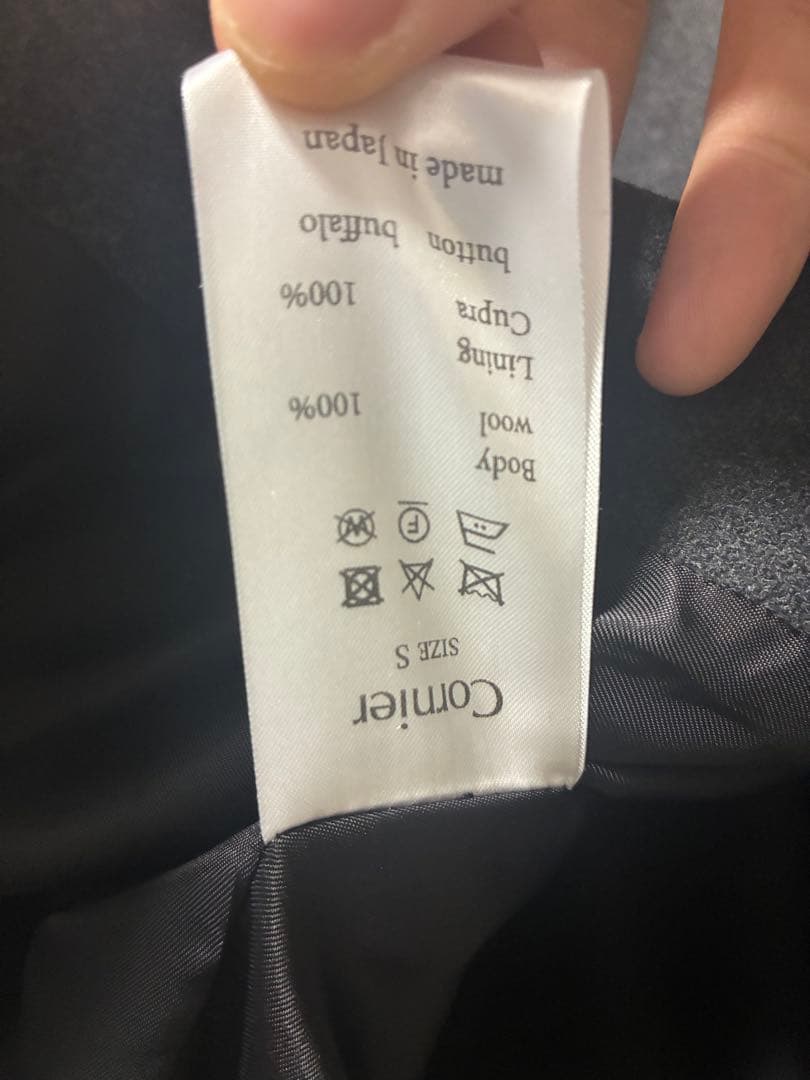 Cornier
SIZE S
F W
Body
wool 100%
Lining
Cupra 100%
button buffalo
made in Japan